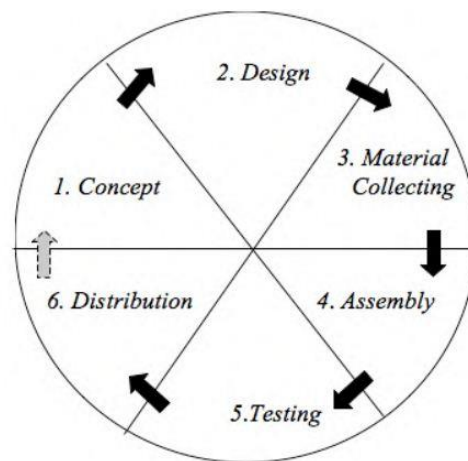 1. Concept
2. Design
3. Material
Collecting
4. Assembly
5.Testing
6. Distribution